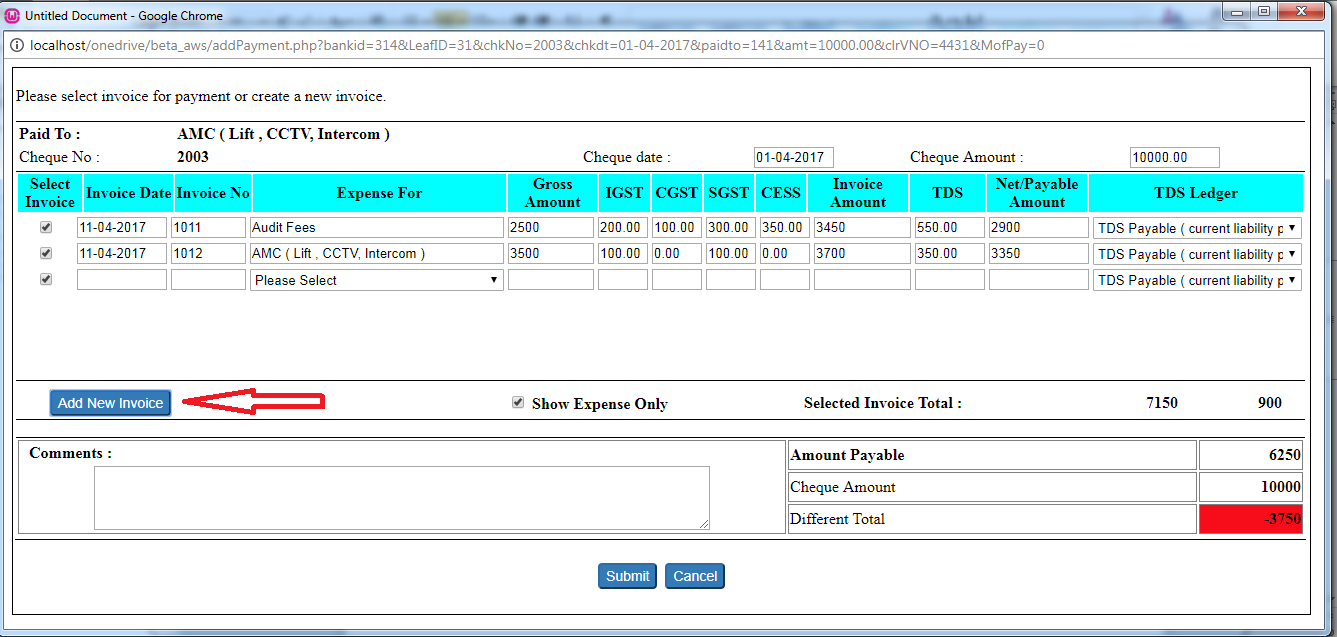 Untitled Document - Google Chrome
localhost/onedrive/beta_aws/addPayment.php?bankid=314&LeafID=31&chkNo=2003&chkdt=01-04-2017&paidto=141&amt=10000.00&clrVNO=4431&MofPay=0
Please select invoice for payment or create a new invoice.
Paid To : AMC ( Lift , CCTV, Intercom )
Cheque No : 2003 Cheque date : 01-04-2017 Cheque Amount : 10000.00
Select Invoice Invoice Date Invoice No Expense For Gross Amount IGST CGST SGST CESS Invoice Amount TDS Net/Payable Amount TDS Ledger
11-04-2017 1011 Audit Fees 2500 200.00 100.00 300.00 350.00 3450 550.00 2900 TDS Payable ( current liability p
11-04-2017 1012 AMC ( Lift , CCTV, Intercom ) 3500 100.00 0.00 100.00 0.00 3700 350.00 3350 TDS Payable ( current liability p
Please Select TDS Payable ( current liability p
Add New Invoice Show Expense Only Selected Invoice Total : 7150 900
Comments :
Amount Payable 6250
Cheque Amount 10000
Different Total -3750
Submit Cancel